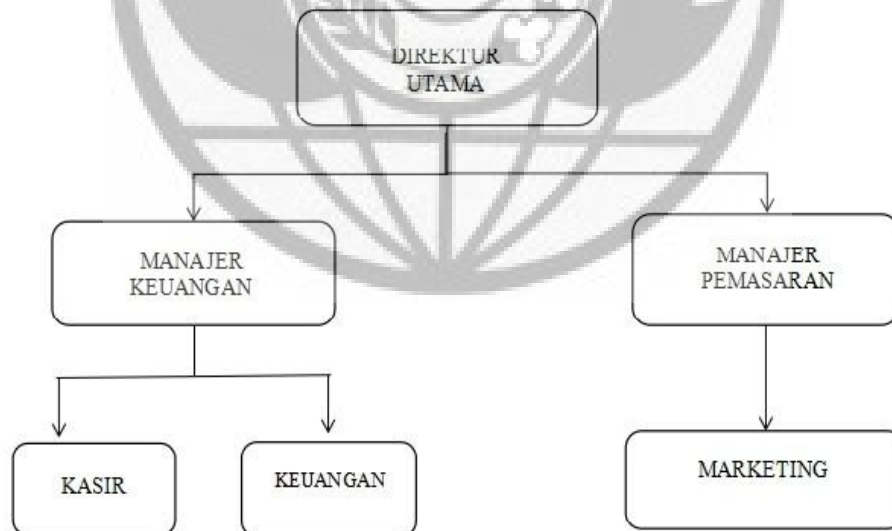 DIREKTUR
UTAMA
MANAJER
KEUANGAN
MANAJER
PEMASARAN
KASIR
KEUANGAN
MARKETING